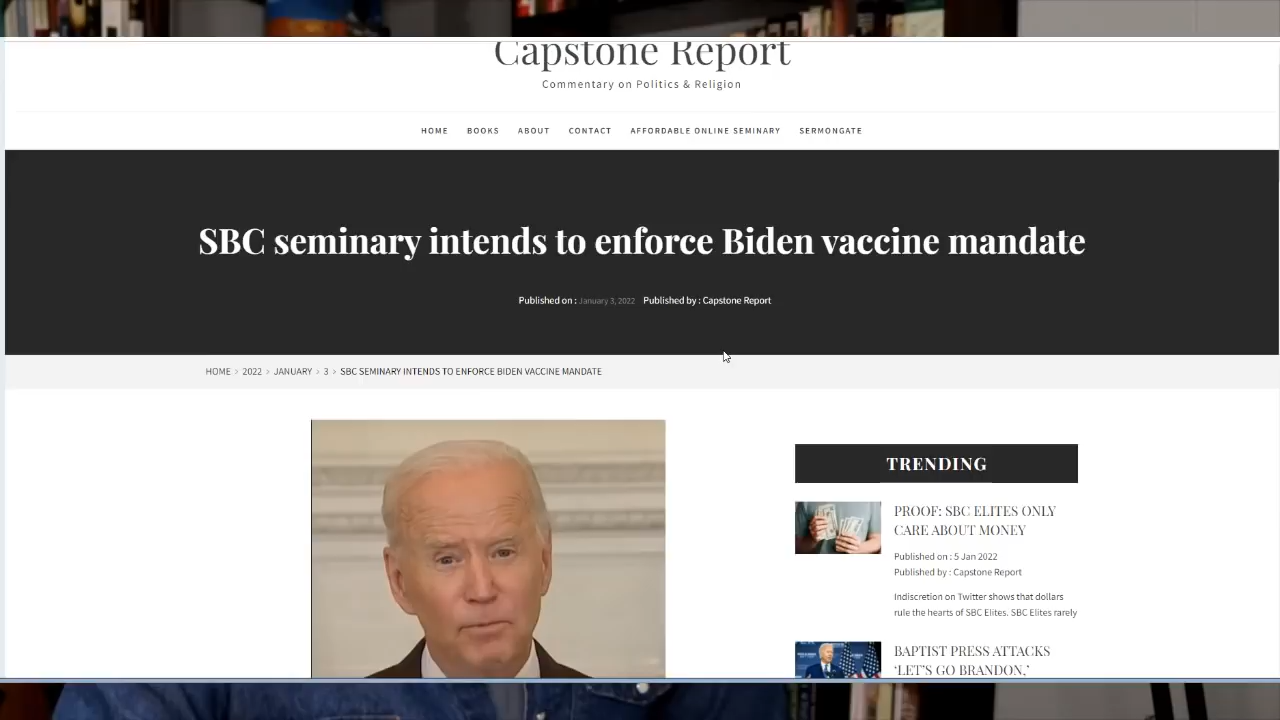 Capstone Report
Commentary on Politics & Religion
HOME BOOKS ABOUT CONTACT AFFORDABLE ONLINE SEMINARY SERMONGATE
SBC seminary intends to enforce Biden vaccine mandate
Published on : January 3, 2022 Published by : Capstone Report
HOME > 2022 > JANUARY > 3 > SBC SEMINARY INTENDS TO ENFORCE BIDEN VACCINE MANDATE
TRENDING
PROOF: SBC ELITES ONLY
CARE ABOUT MONEY
Published on : 5 Jan 2022
Published by : Capstone Report
Indiscretion on Twitter shows that dollars
rule the hearts of SBC Elites. SBC Elites rarely
BAPTIST PRESS ATTACKS
‘LET’S GO BRANDON,’